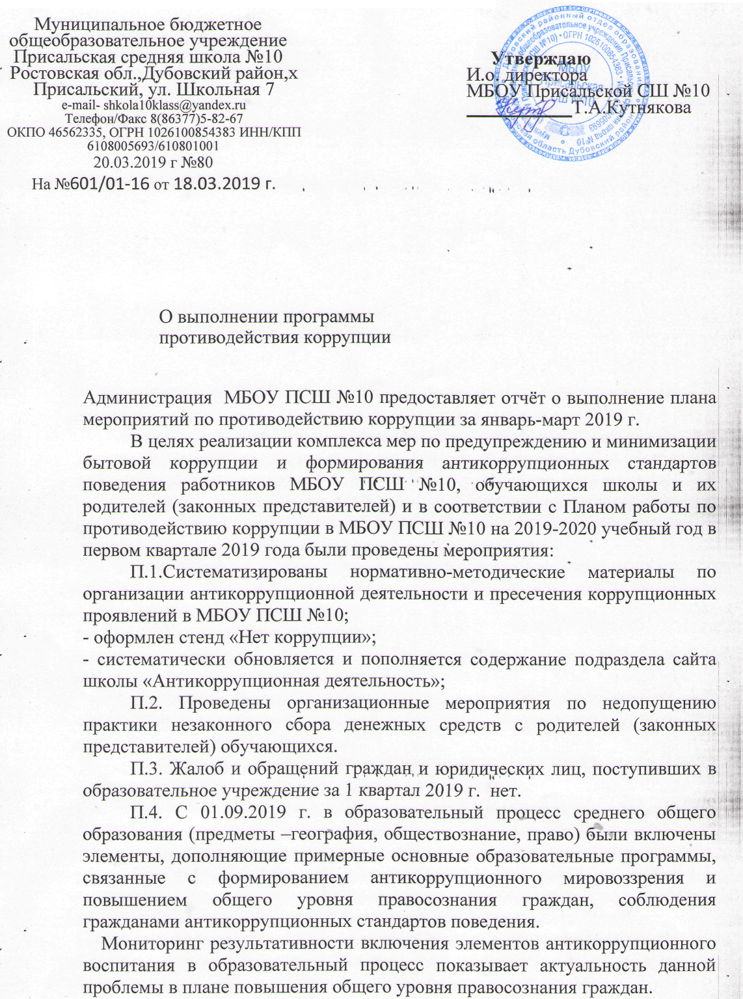 Муниципальное бюджетное
общеобразовательное учреждение
Присальская средняя школа №10
Ростовская обл.,Дубовский район,х
Присальский, ул. Школьная 7
e-mail- shkola10klass@yandex.ru
Телефон/Факс 8(86377)5-82-67
ОКПО 46562335, ОГРН 1026100854383 ИНН/КПП
6108005693/610801001
20.03.2019 г №80
На №601/01-16 от 18.03.2019 г.
Утверждаю
И.о. директора
МБОУ Присальской СШ №10
Г.А.Кутнякова
МБОУ
Присальская
СШ №10
О выполнении программы
противодействия коррупции
Администрация МБОУ ПСШ №10 предоставляет отчёт о выполнение плана
мероприятий по противодействию коррупции за январь-март 2019 г.
В целях реализации комплекса мер по предупреждению и минимизации
бытовой коррупции и формирования антикоррупционных стандартов
поведения работников МБОУ ПСШ №10, обучающихся школы и их
родителей (законных представителей) и в соответствии с Планом работы по
противодействию коррупции в МБОУ ПСШ №10 на 2019-2020 учебный год в
первом квартале 2019 года были проведены мероприятия:
П.1.Систематизированы нормативно-методические материалы по
организации антикоррупционной деятельности и пресечения коррупционных
проявлений в МБОУ ПСШ №10;
- оформлен стенд «Нет коррупции»;
- систематически обновляется и пополняется содержание подраздела сайта
школы «Антикоррупционная деятельность»;
П.2. Проведены организационные мероприятия по недопущению
практики незаконного сбора денежных средств с родителей (законных
представителей) обучающихся.
П.3. Жалоб и обращений граждан и юридических лиц, поступивших в
образовательное учреждение за 1 квартал 2019 г. нет.
П.4. С 01.09.2019 г. в образовательный процесс среднего общего
образования (предметы –география, обществознание, право) были включены
элементы, дополняющие примерные основные образовательные программы,
связанные с формированием антикоррупционного мировоззрения и
повышением общего уровня правосознания граждан, соблюдения
гражданами антикоррупционных стандартов поведения.
Мониторинг результативности включения элементов антикоррупционного
воспитания в образовательный процесс показывает актуальность данной
проблемы в плане повышения общего уровня правосознания граждан.